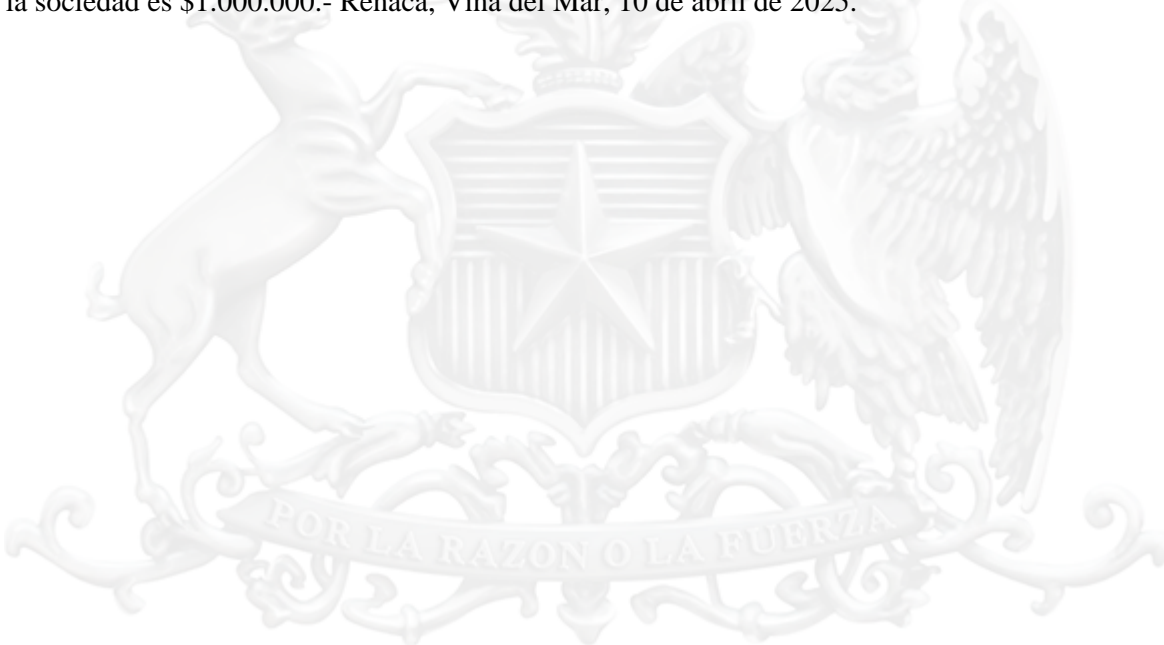 la sociedad es $1.000.000.- Reñaca, Viña del Mar, 10 de abril de 2025.
POR LA RAZON O LA FUERZA